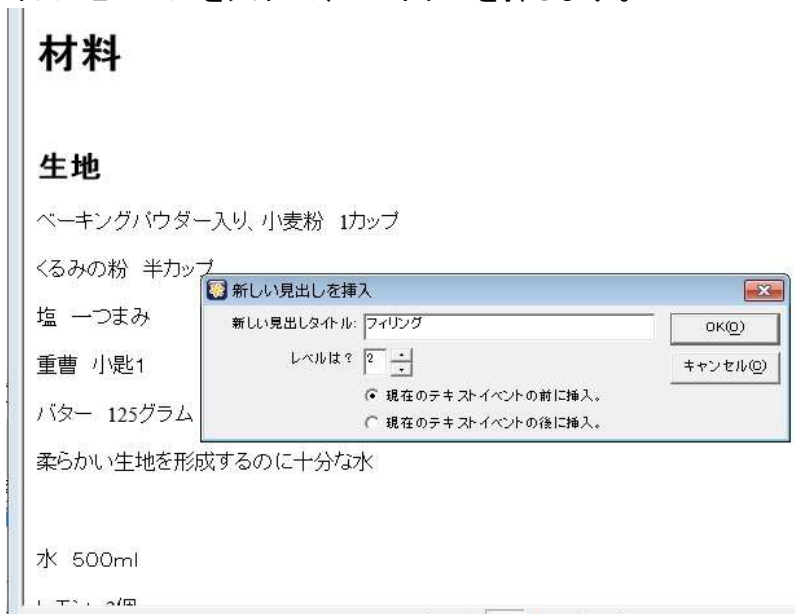 材料
生地
ベーキングパウダー入り、小麦粉 1カップ
くるみの粉 半カップ
新しい見出しを挿入
塩 一つまみ
新しい見出しタイトル: フィリング
OK(O)
重曹 小匙1
レベルは？ 2
キャンセル(C)
現在のテキストイベントの前に挿入。
バター 125グラム
現在のテキストイベントの後に挿入。
柔らかい生地を形成するのに十分な水
水 500ml